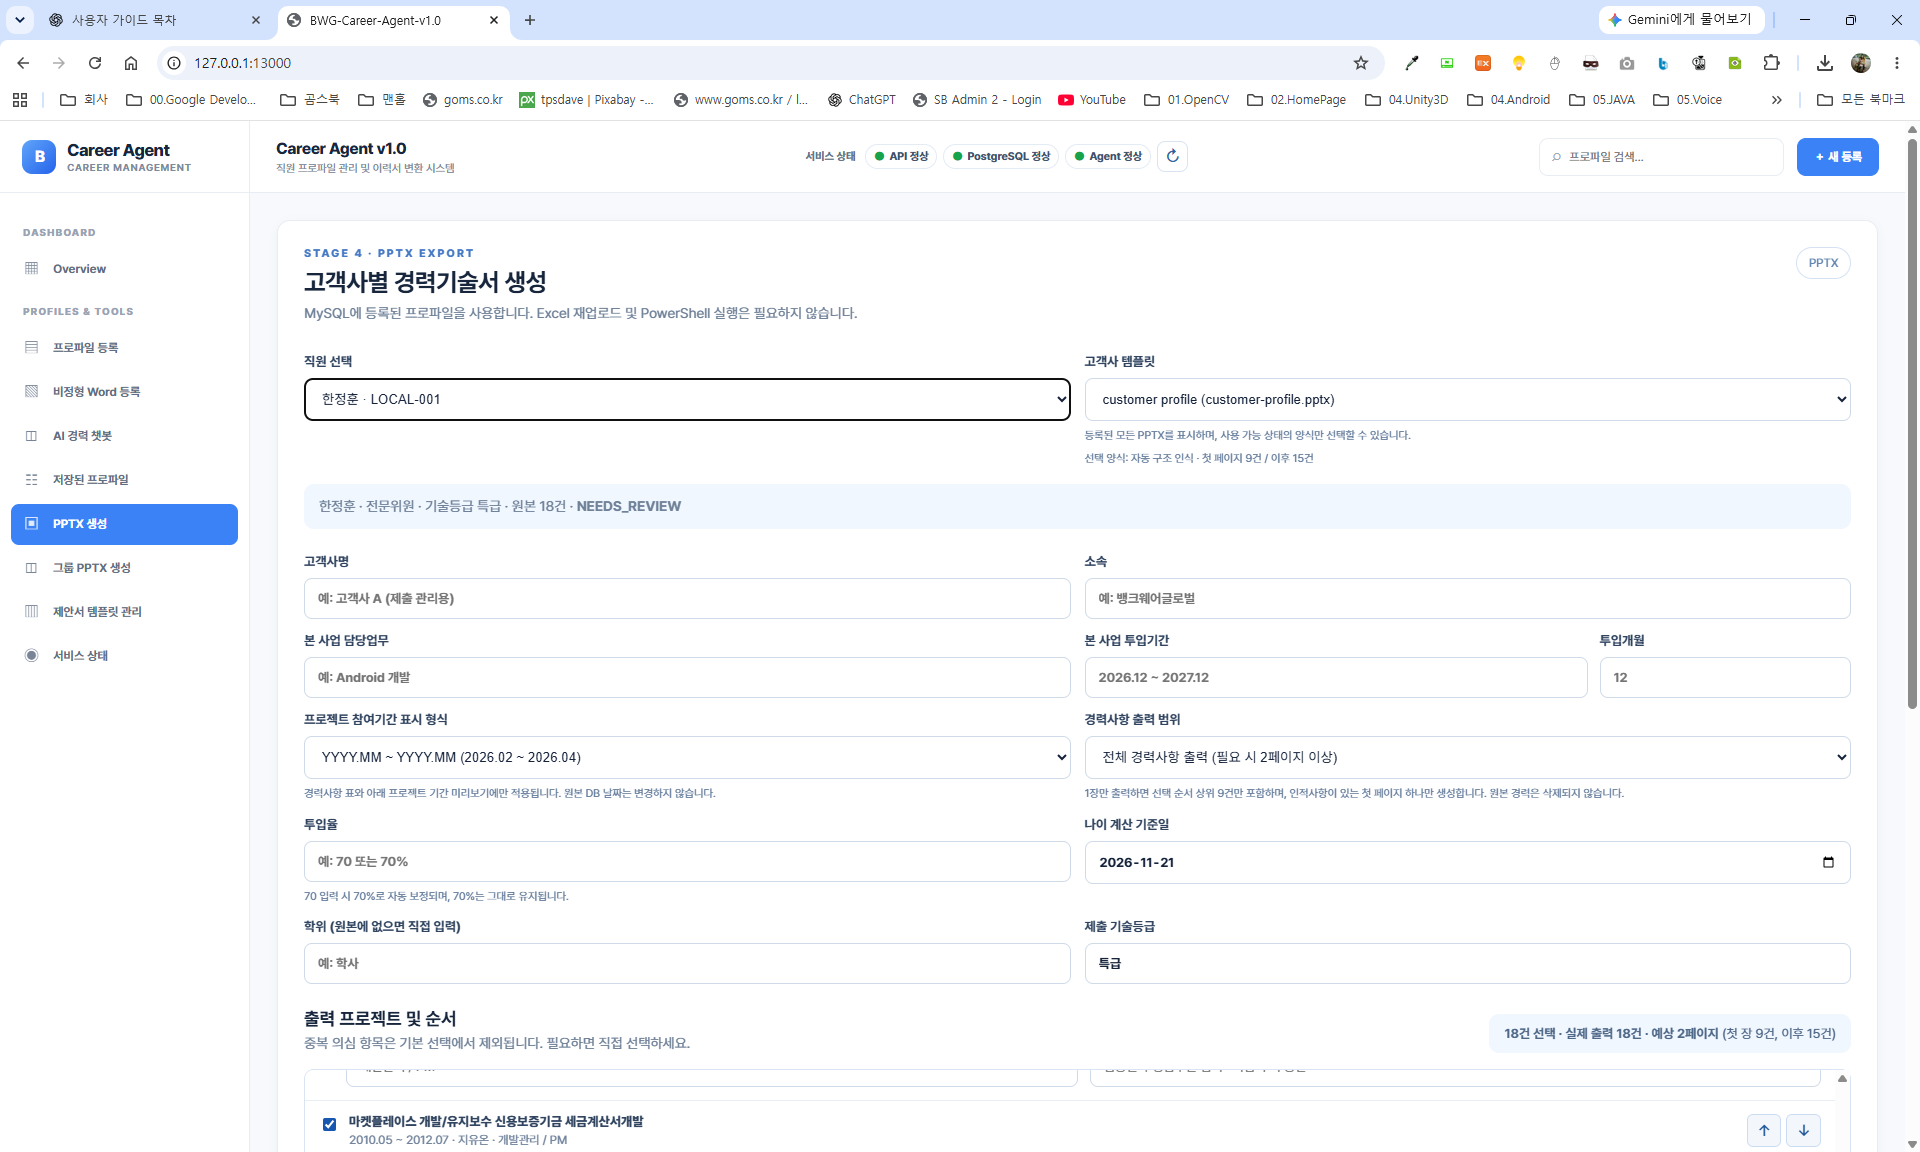 사용자 가이드 목차
BWG-Career-Agent-v1.0
Gemini에게 물어보기
127.0.0.1:13000
회사
00.Google Develo...
곰스북
맨홀
goms.co.kr
tpsdave | Pixabay -...
www.goms.co.kr / l...
ChatGPT
SB Admin 2 - Login
YouTube
01.OpenCV
02.HomePage
04.Unity3D
04.Android
05.JAVA
05.Voice
모든 북마크
B
Career Agent
CAREER MANAGEMENT
Career Agent v1.0
직원 프로파일 관리 및 이력서 변환 시스템
서비스 상태
API 정상
PostgreSQL 정상
Agent 정상
프로파일 검색...
+ 새 등록
DASHBOARD
Overview
PROFILES & TOOLS
프로파일 등록
비정형 Word 등록
AI 경력 챗봇
저장된 프로파일
PPTX 생성
그룹 PPTX 생성
제안서 템플릿 관리
서비스 상태
STAGE 4 · PPTX EXPORT
고객사별 경력기술서 생성
PPTX
MySQL에 등록된 프로파일을 사용합니다. Excel 재업로드 및 PowerShell 실행은 필요하지 않습니다.
직원 선택
한정훈 · LOCAL-001
고객사 템플릿
customer profile (customer-profile.pptx)
등록된 모든 PPTX를 표시하며, 사용 가능 상태의 양식만 선택할 수 있습니다.
선택 양식: 자동 구조 인식 · 첫 페이지 9건 / 이후 15건
한정훈 · 전문위원 · 기술등급 특급 · 원본 18건 · NEEDS_REVIEW
고객사명
예: 고객사 A (제출 관리용)
소속
예: 뱅크웨어글로벌
본 사업 담당업무
예: Android 개발
본 사업 투입기간
2026.12 ~ 2027.12
투입개월
12
프로젝트 참여기간 표시 형식
YYYY.MM ~ YYYY.MM (2026.02 ~ 2026.04)
경력사항 표와 아래 프로젝트 기간 미리보기에만 적용됩니다. 원본 DB 날짜는 변경하지 않습니다.
경력사항 출력 범위
전체 경력사항 출력 (필요 시 2페이지 이상)
1장만 출력하면 선택 순서 상위 9건만 포함하며, 인적사항이 있는 첫 페이지 하나만 생성합니다. 원본 경력은 삭제되지 않습니다.
투입율
예: 70 또는 70%
70 입력 시 70%로 자동 보정되며, 70%는 그대로 유지됩니다.
나이 계산 기준일
2026-11-21
학위 (원본에 없으면 직접 입력)
예: 학사
제출 기술등급
특급
출력 프로젝트 및 순서
중복 의심 항목은 기본 선택에서 제외됩니다. 필요하면 직접 선택하세요.
18건 선택 · 실제 출력 18건 · 예상 2페이지 (첫 장 9건, 이후 15건)
마켓플레이스 개발/유지보수 신용보증기금 세금계산서개발
2010.05 ~ 2012.07 · 지유온 · 개발관리 / PM